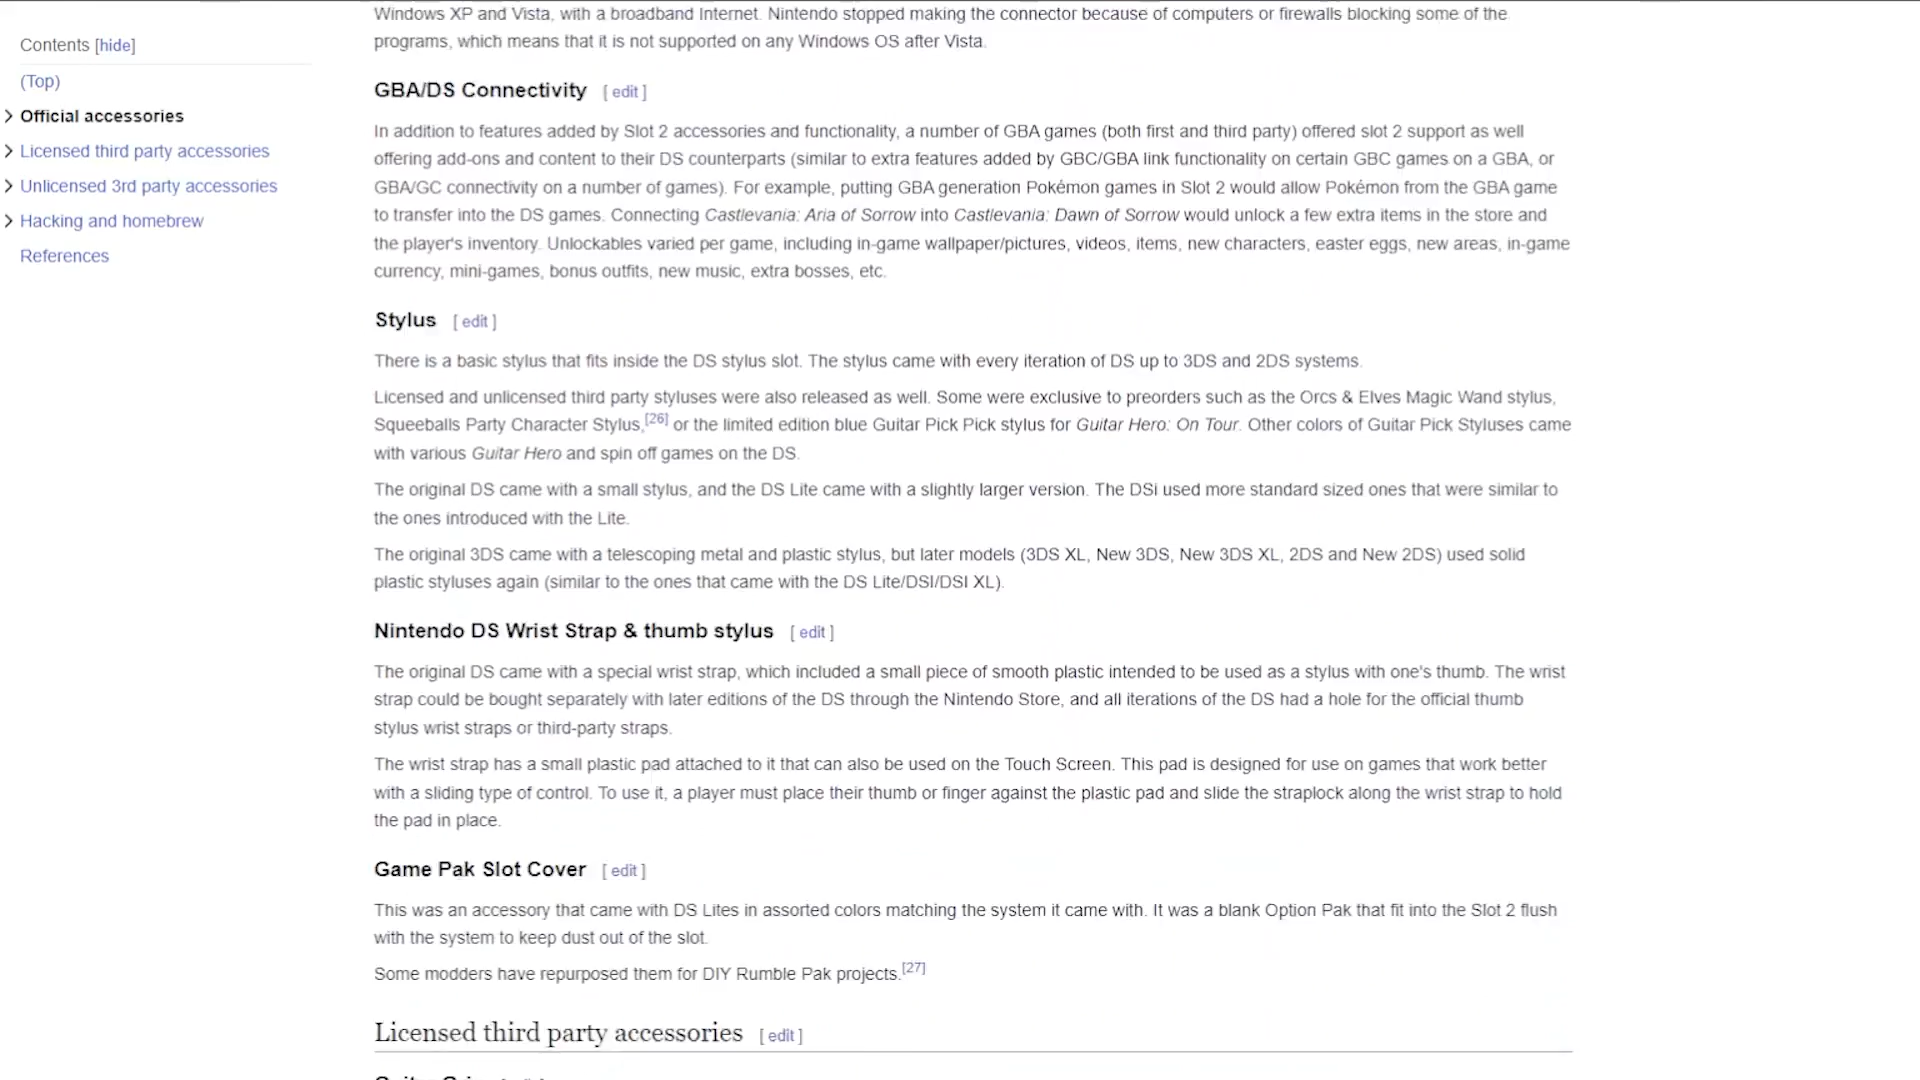 Contents [hide]
(Top)
Official accessories
Licensed third party accessories
Unlicensed 3rd party accessories
Hacking and homebrew
References
Windows XP and Vista, with a broadband Internet. Nintendo stopped making the connector because of computers or firewalls blocking some of the
programs, which means that it is not supported on any Windows OS after Vista.
GBA/DS Connectivity [ edit ]
In addition to features added by Slot 2 accessories and functionality, a number of GBA games (both first and third party) offered slot 2 support as well
offering add-ons and content to their DS counterparts (similar to extra features added by GBC/GBA link functionality on certain GBC games on a GBA, or
GBA/GC connectivity on a number of games). For example, putting GBA generation Pokémon games in Slot 2 would allow Pokémon from the GBA game
to transfer into the DS games. Connecting Castlevania: Aria of Sorrow into Castlevania: Dawn of Sorrow would unlock a few extra items in the store and
the player's inventory. Unlockables varied per game, including in-game wallpaper/pictures, videos, items, new characters, easter eggs, new areas, in-game
currency, mini-games, bonus outfits, new music, extra bosses, etc.
Stylus [ edit ]
There is a basic stylus that fits inside the DS stylus slot. The stylus came with every iteration of DS up to 3DS and 2DS systems.
Licensed and unlicensed third party styluses were also released as well. Some were exclusive to preorders such as the Orcs & Elves Magic Wand stylus,
Squeeballs Party Character Stylus,[26] or the limited edition blue Guitar Pick Pick stylus for Guitar Hero: On Tour. Other colors of Guitar Pick Styluses came
with various Guitar Hero and spin off games on the DS.
The original DS came with a small stylus, and the DS Lite came with a slightly larger version. The DSi used more standard sized ones that were similar to
the ones introduced with the Lite.
The original 3DS came with a telescoping metal and plastic stylus, but later models (3DS XL, New 3DS, New 3DS XL, 2DS and New 2DS) used solid
plastic styluses again (similar to the ones that came with the DS Lite/DSI/DSI XL).
Nintendo DS Wrist Strap & thumb stylus [ edit ]
The original DS came with a special wrist strap, which included a small piece of smooth plastic intended to be used as a stylus with one's thumb. The wrist
strap could be bought separately with later editions of the DS through the Nintendo Store, and all iterations of the DS had a hole for the official thumb
stylus wrist straps or third-party straps.
The wrist strap has a small plastic pad attached to it that can also be used on the Touch Screen. This pad is designed for use on games that work better
with a sliding type of control. To use it, a player must place their thumb or finger against the plastic pad and slide the straplock along the wrist strap to hold
the pad in place.
Game Pak Slot Cover [ edit ]
This was an accessory that came with DS Lites in assorted colors matching the system it came with. It was a blank Option Pak that fit into the Slot 2 flush
with the system to keep dust out of the slot.
Some modders have repurposed them for DIY Rumble Pak projects.[27]
Licensed third party accessories [ edit ]